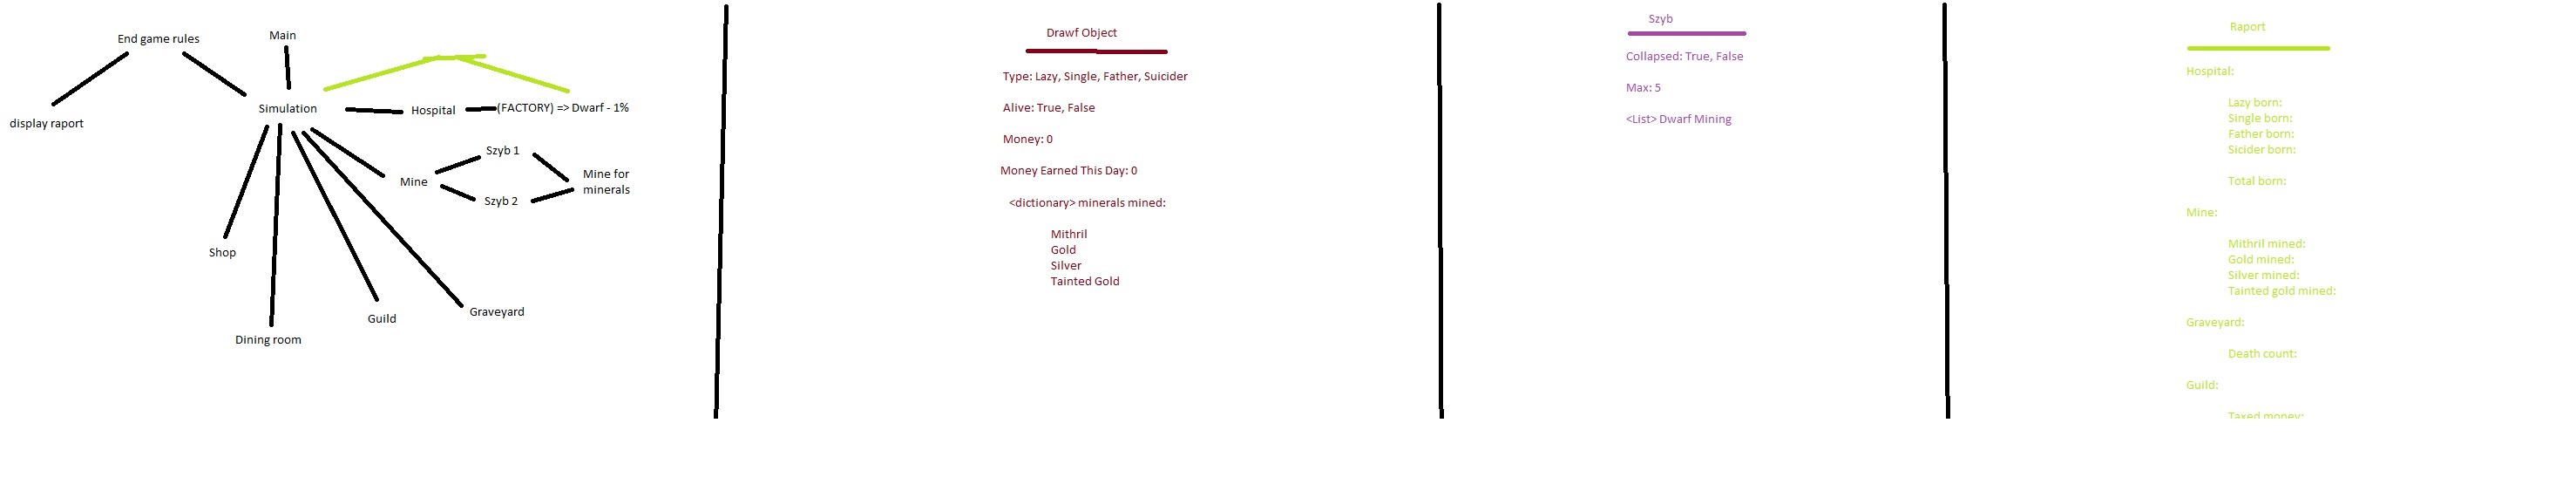 End game rules
Main
display raport
Simulation
Hospital
(FACTORY) => Dwarf - 1%
Szyb 1
Mine
Szyb 2
Mine for
minerals
Shop
Dining room
Guild
Graveyard
Drawf Object
Type: Lazy, Single, Father, Suicider
Alive: True, False
Money: 0
Money Earned This Day: 0
<dictionary> minerals mined:
Mithril
Gold
Silver
Tainted Gold
Szyb
Collapsed: True, False
Max: 5
<List> Dwarf Mining
Raport
Hospital:
Lazy born:
Single born:
Father born:
Sicider born:
Total born:
Mine:
Mithril mined:
Gold mined:
Silver mined:
Tainted gold mined:
Graveyard:
Death count:
Guild:
Taxed money: